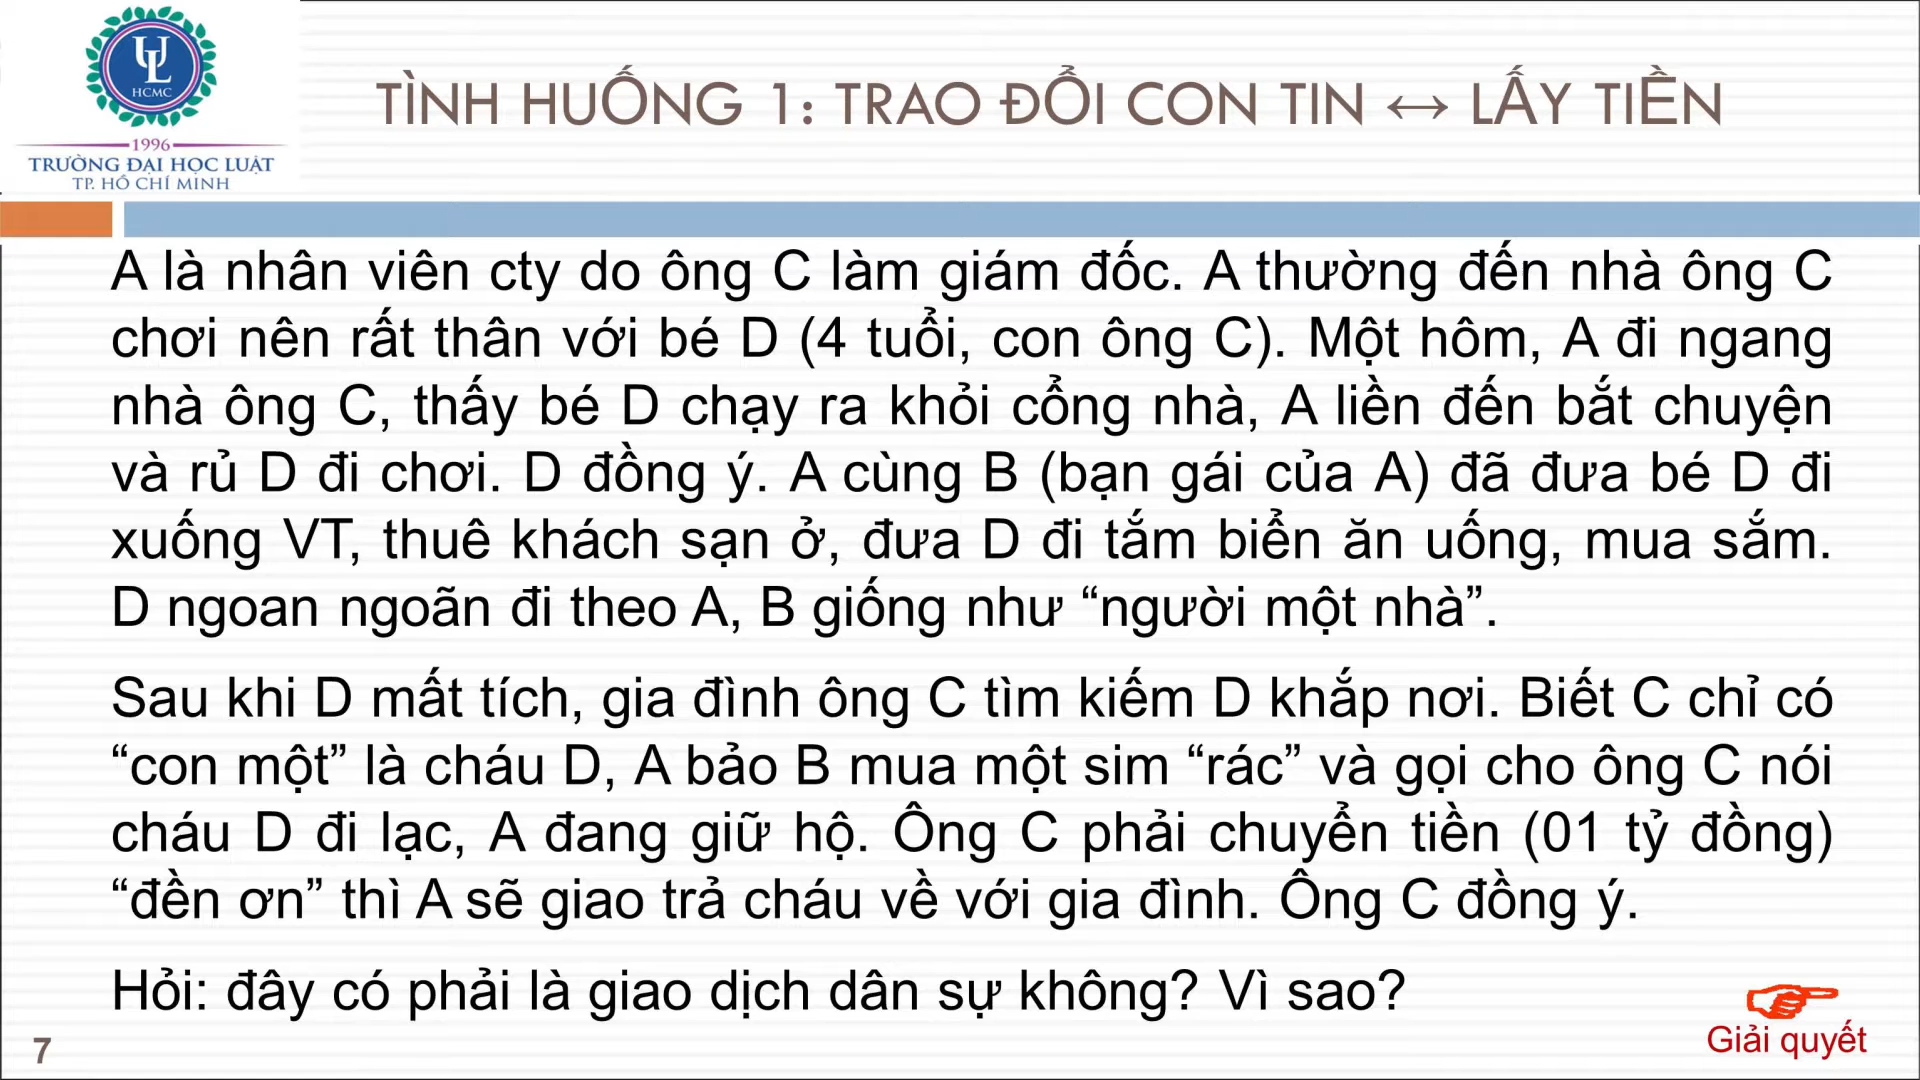 UL
HCMC
1996
TRƯỜNG ĐẠI HỌC LUẬT
TP. HỒ CHÍ MINH
TÌNH HUỐNG 1: TRAO ĐỔI CON TIN ↔ LẤY TIỀN
A là nhân viên cty do ông C làm giám đốc. A thường đến nhà ông C
chơi nên rất thân với bé D (4 tuổi, con ông C). Một hôm, A đi ngang
nhà ông C, thấy bé D chạy ra khỏi cổng nhà, A liền đến bắt chuyện
và rủ D đi chơi. D đồng ý. A cùng B (bạn gái của A) đã đưa bé D đi
xuống VT, thuê khách sạn ở, đưa D đi tắm biển ăn uống, mua sắm.
D ngoan ngoãn đi theo A, B giống như “người một nhà”.
Sau khi D mất tích, gia đình ông C tìm kiếm D khắp nơi. Biết C chỉ có
“con một” là cháu D, A bảo B mua một sim “rác” và gọi cho ông C nói
cháu D đi lạc, A đang giữ hộ. Ông C phải chuyển tiền (01 tỷ đồng)
“đền ơn” thì A sẽ giao trả cháu về với gia đình. Ông C đồng ý.
Hỏi: đây có phải là giao dịch dân sự không? Vì sao?
Giải quyết
7